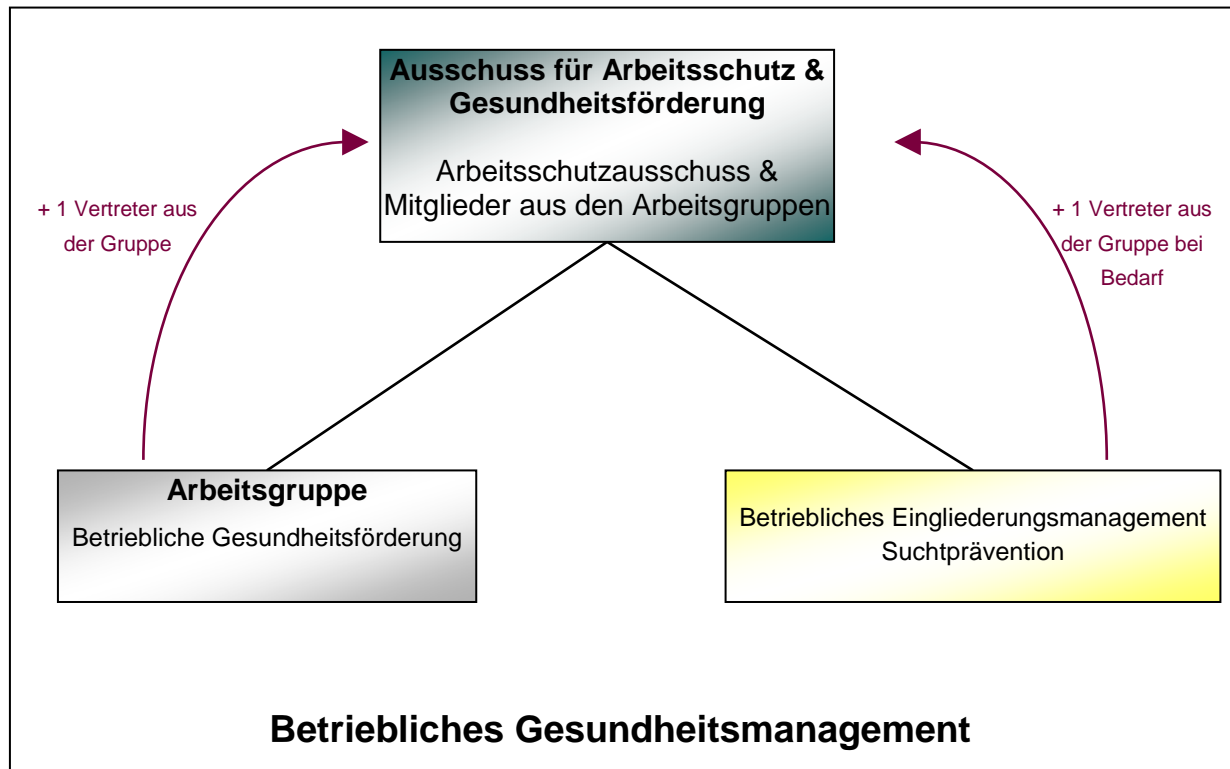 Ausschuss für Arbeitsschutz &
Gesundheitsförderung
Arbeitsschutzausschuss &
Mitglieder aus den Arbeitsgruppen
+ 1 Vertreter aus
der Gruppe
+ 1 Vertreter aus
der Gruppe bei
Bedarf
Arbeitsgruppe
Betriebliche Gesundheitsförderung
Betriebliches Eingliederungsmanagement
Suchtprävention
Betriebliches Gesundheitsmanagement